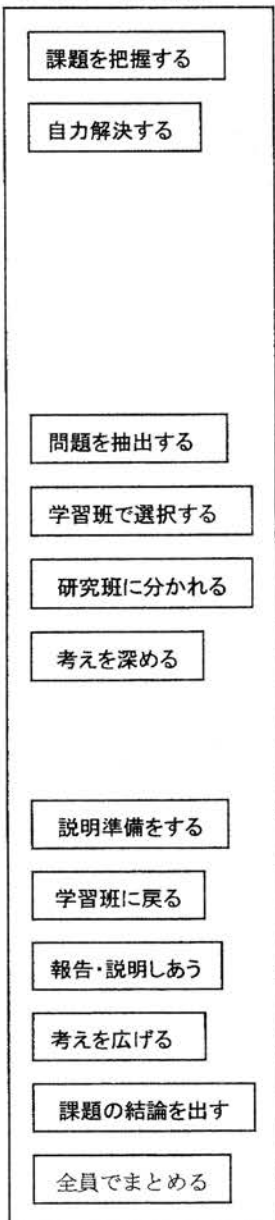 課題を把握する
自力解決する
問題を抽出する
学習班で選択する
研究班に分かれる
考えを深める
説明準備をする
学習班に戻る
報告・説明しあう
考えを広げる
課題の結論を出す
全員でまとめる